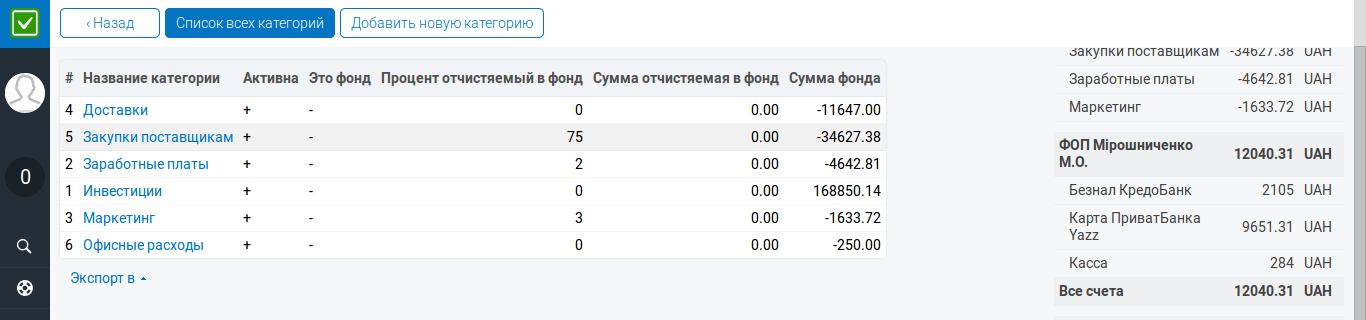 ‹ Назад Список всех категорий Добавить новую категорию
0
# Название категории Активна Это фонд Процент отчистяемый в фонд Сумма отчистяемая в фонд Сумма фонда
4 Доставки + - 0 0.00 -11647.00
5 Закупки поставщикам + - 75 0.00 -34627.38
2 Заработные платы + - 2 0.00 -4642.81
1 Инвестиции + - 0 0.00 168850.14
3 Маркетинг + - 3 0.00 -1633.72
6 Офисные расходы + - 0 0.00 -250.00
Экспорт в
Закупки поставщикам -34627.38 UAH
Заработные платы -4642.81 UAH
Маркетинг -1633.72 UAH
ФОП Мірошниченко
М.О. 12040.31 UAH
Безнал КредоБанк 2105 UAH
Карта ПриватБанка
Yazz 9651.31 UAH
Касса 284 UAH
Все счета 12040.31 UAH